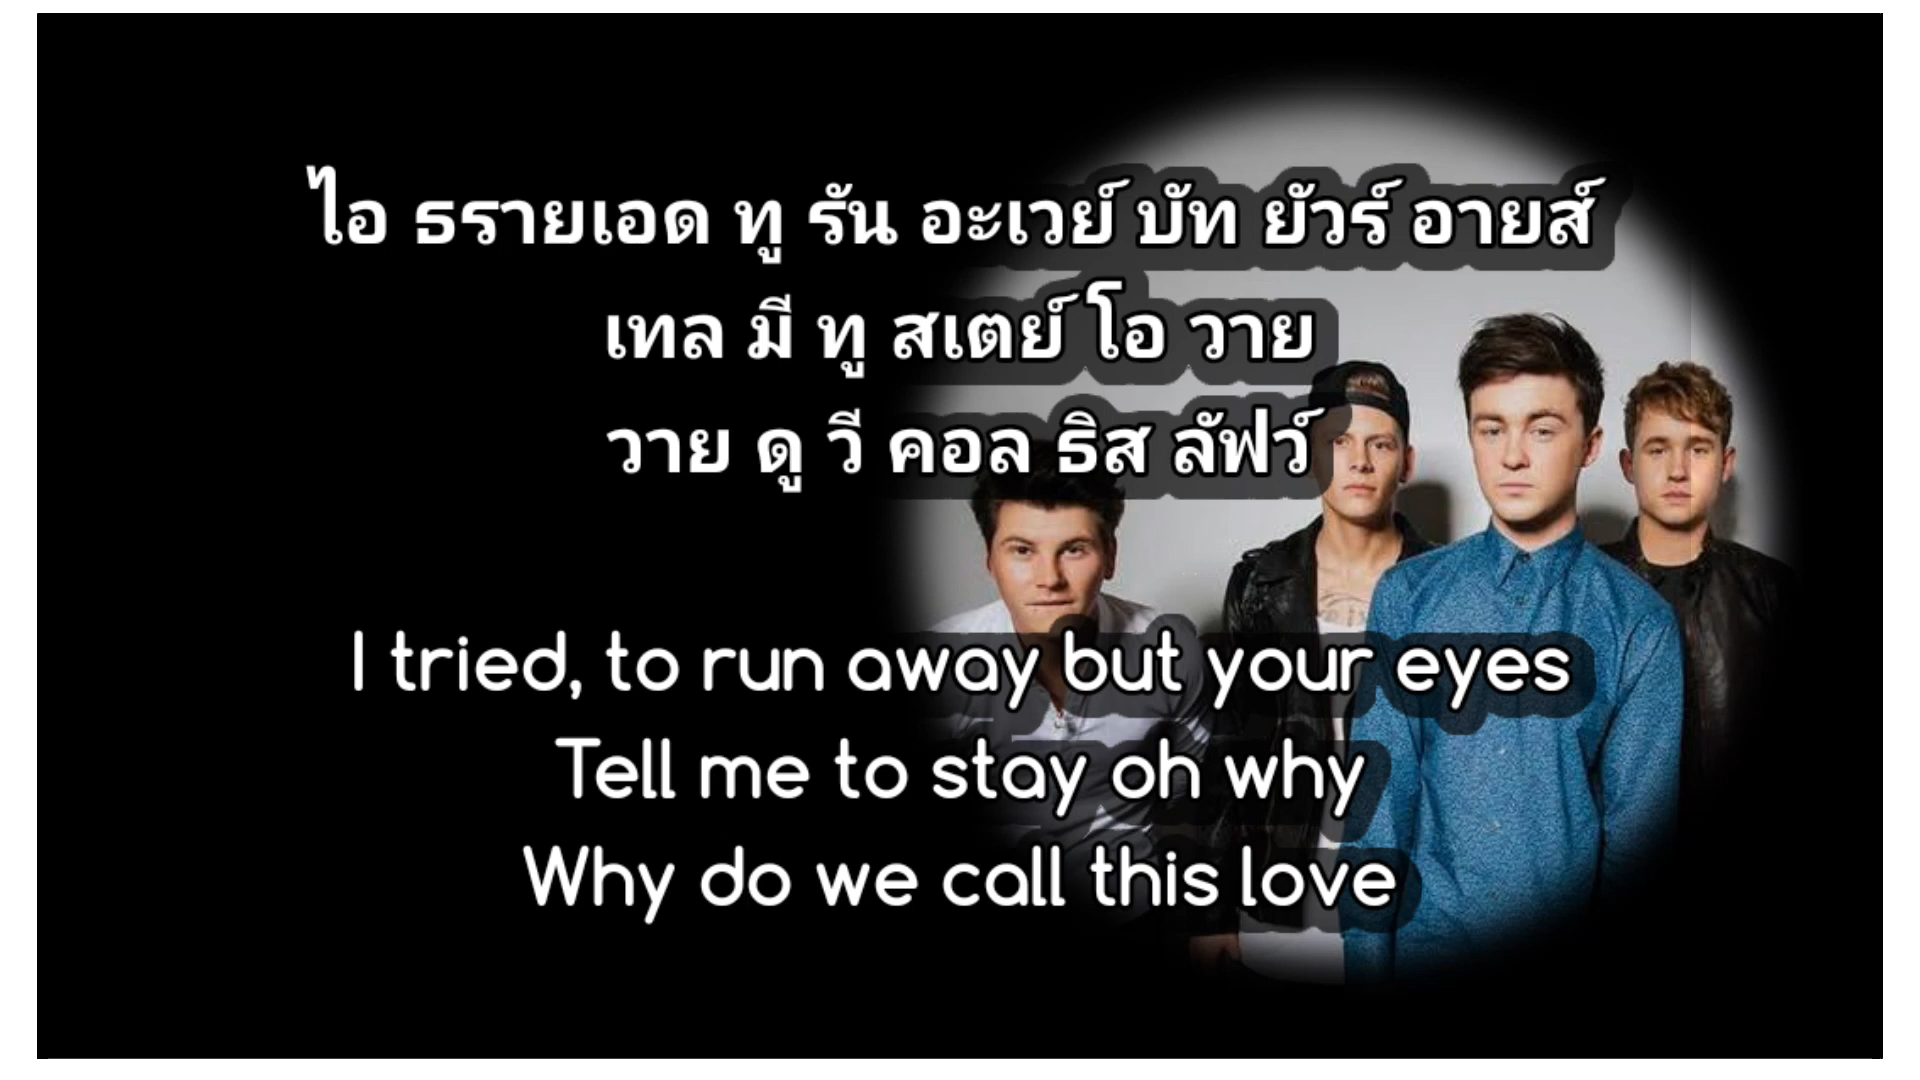 ไอ ธรายเอด ทู รัน อะเวย์ บัท ยัวร์ อายส์
เทล มี ทู สเตย์ โอ วาย
วาย ดู วี คอล ธิส ลัฟว์
I tried, to run away but your eyes
Tell me to stay oh why
Why do we call this love